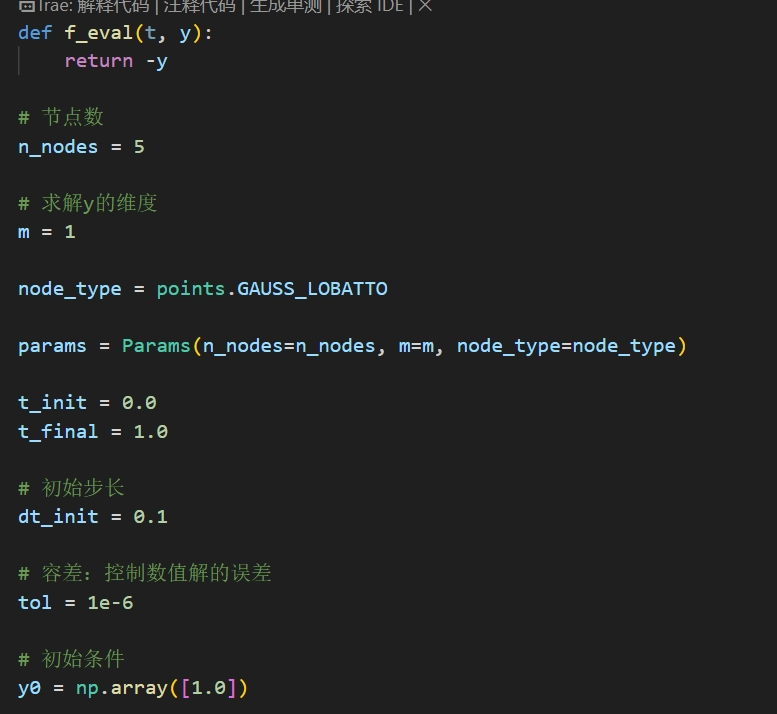 Trae: 解释代码 | 注释代码 | 生成单测 | 探索 IDE | ×
def f_eval(t, y):
    return -y
# 节点数
n_nodes = 5
# 求解y的维度
m = 1
node_type = points.GAUSS_LOBATTO
params = Params(n_nodes=n_nodes, m=m, node_type=node_type)
t_init = 0.0
t_final = 1.0
# 初始步长
dt_init = 0.1
# 容差：控制数值解的误差
tol = 1e-6
# 初始条件
y0 = np.array([1.0])